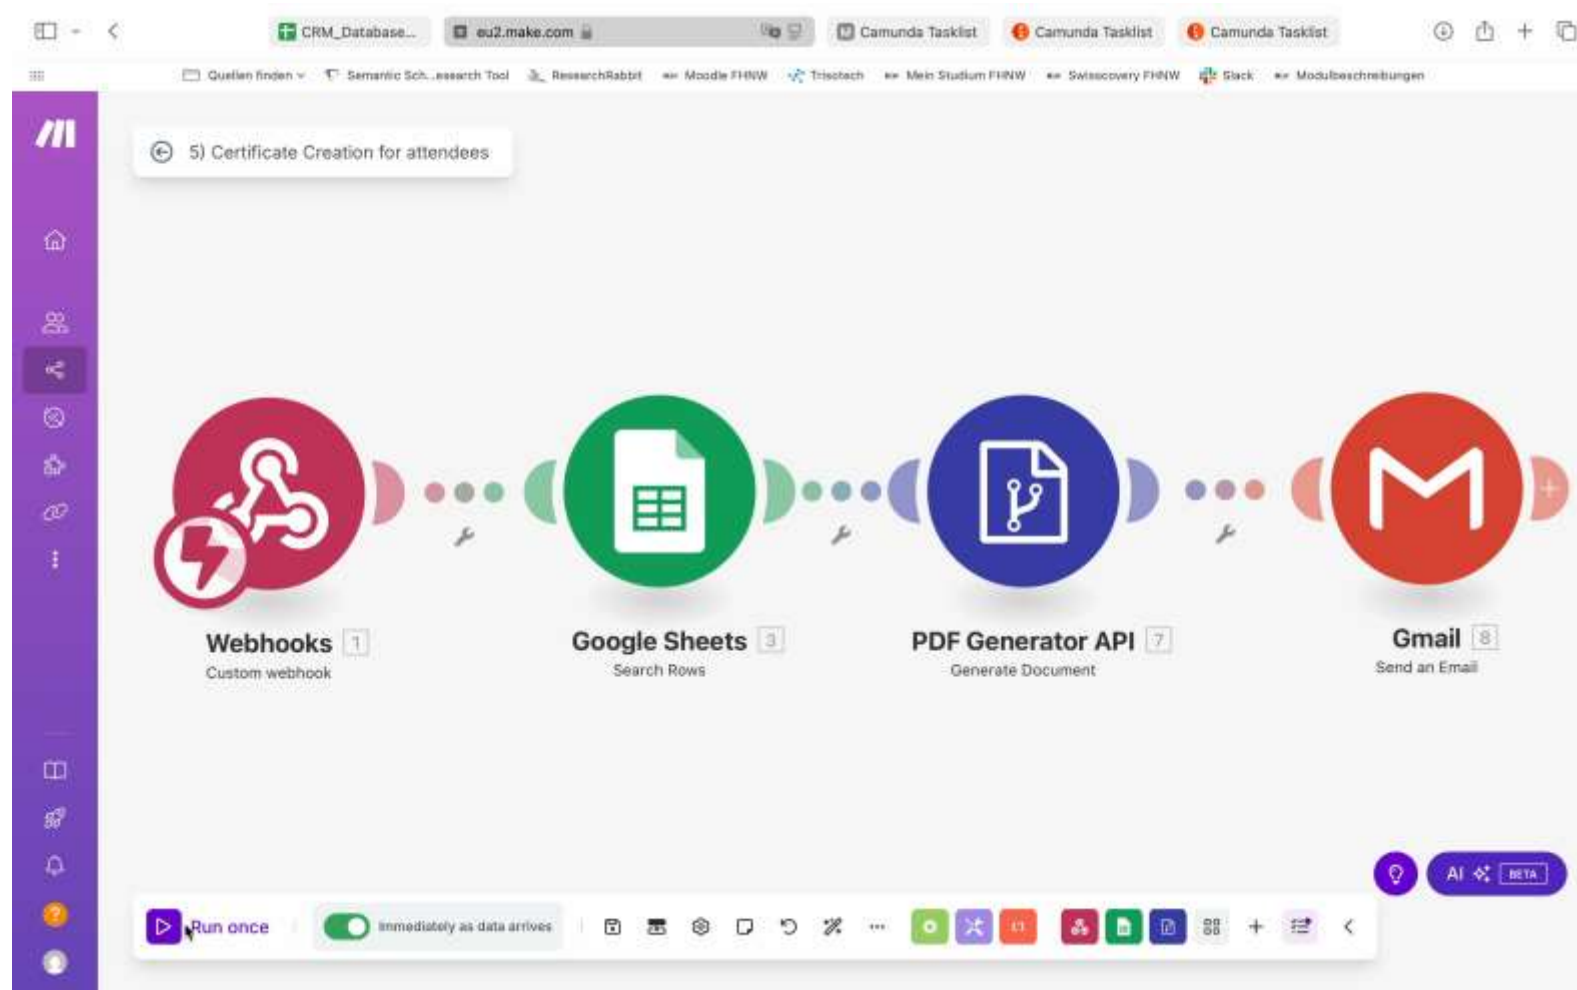 CRM_Database...
eu2.make.com
Camunda Tasklist
Camunda Tasklist
Camunda Tasklist
Quellen finden
Semantic Sch...esearch Tool
ResearchRabbit
Moodle FHNW
Trisotech
Mein Studium FHNW
Swisscovery FHNW
Slack
Modulbeschreibungen
5) Certificate Creation for attendees
Webhooks 1
Custom webhook
Google Sheets 3
Search Rows
PDF Generator API 7
Generate Document
Gmail 8
Send an Email
AI BETA
Run once
Immediately as data arrives